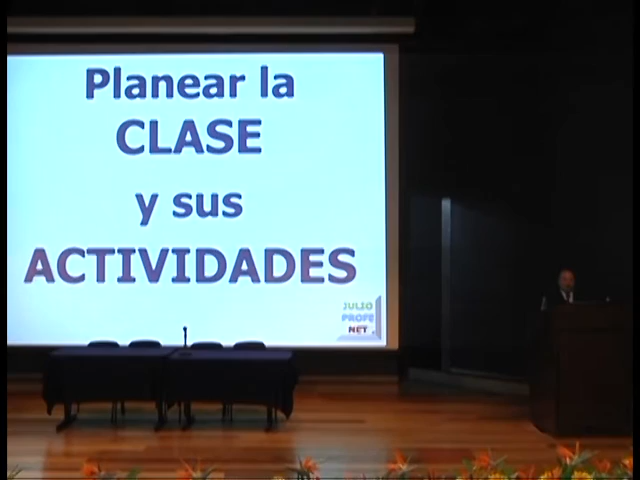 Planear la
CLASE
y sus
ACTIVIDADES
JULIO
PROFE
NET